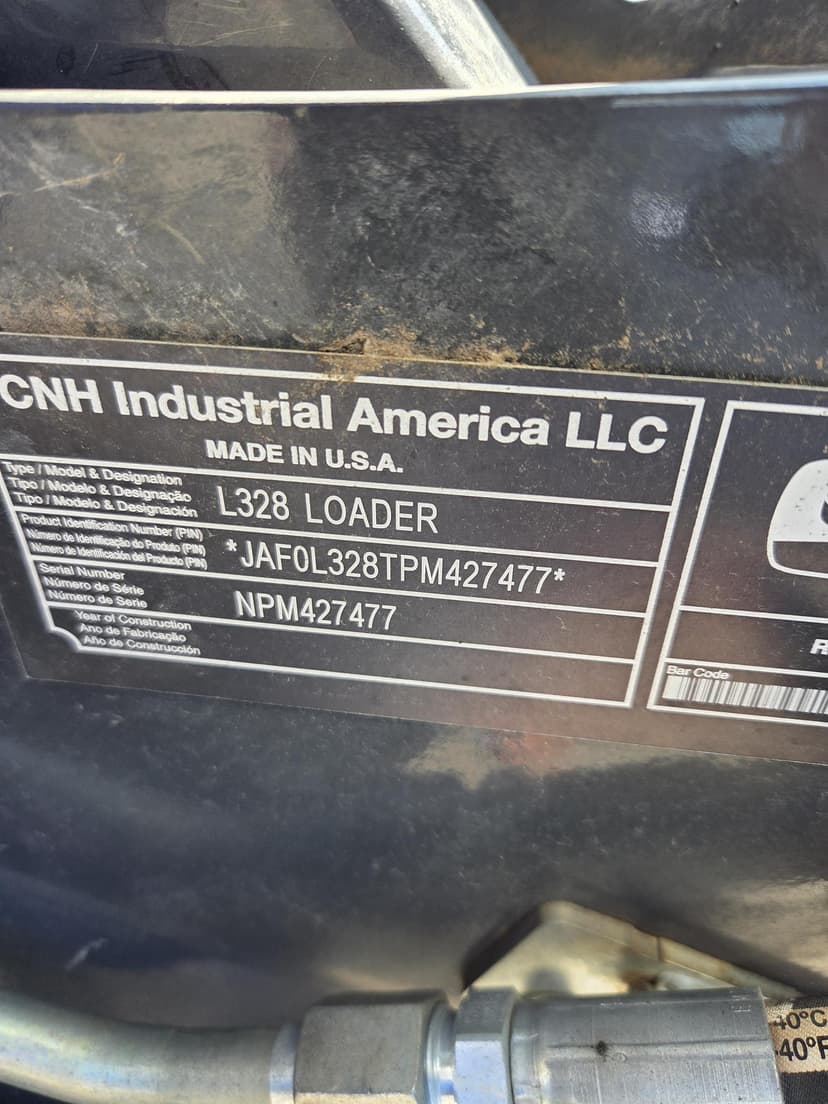 CNH Industrial America LLC
MADE IN U.S.A.
Type / Model & Designation
Tipo / Modelo & Designação
Tipo / Modelo & Designación
L328 LOADER
Product Identification Number (PIN)
Número de Identificação do Produto (PIN)
Número de Identificación del Producto (PIN)
*JAF0L328TPM427477*
Serial Number
Número de Série
Número de Serie
NPM427477
Year of Construction
Ano de Fabricação
Año de Construcción
R
Bar Code
40°C
40°F